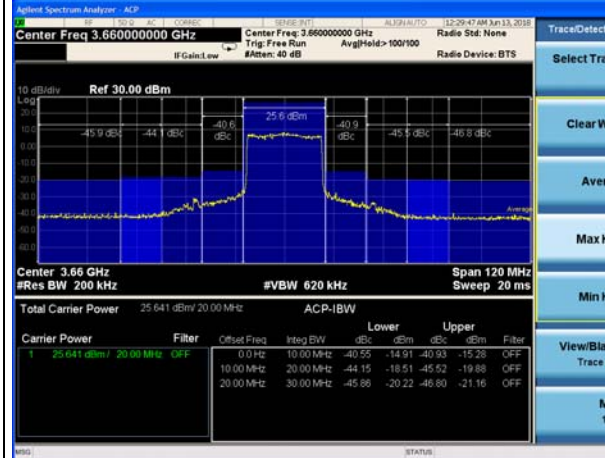 Agilent Spectrum Analyzer - ACP
RF 50 Ω AC CORREC SENSE:INT ALIGN AUTO 12:29:47 AM Jun 13, 2018
Center Freq 3.660000000 GHz Center Freq: 3.660000000 GHz Radio Std: None Trace/Detect
Trig: Free Run Avg|Hold:>100/100
IFGain:Low #Atten: 40 dB Radio Device: BTS
Select Tra
10 dB/div Ref 30.00 dBm
Log
20.0
10.0
0.00
-10.0
-20.0
-30.0
-40.0
-50.0
-60.0
25.6 dBm
-45.9 dBc -44.1 dBc -40.6 dBc -40.9 dBc -45.5 dBc -46.8 dBc
Average
Clear W
Aver
Max H
Center 3.66 GHz Span 120 MHz
#Res BW 200 kHz #VBW 620 kHz Sweep 20 ms
Min H
Total Carrier Power 25.641 dBm/ 20.00 MHz ACP-IBW
Lower Upper
Carrier Power Filter Offset Freq Integ BW dBc dBm dBc dBm Filter
1 25.641 dBm / 20.00 MHz OFF 0.0 Hz 10.00 MHz -40.55 -14.91 -40.93 -15.28 OFF
10.00 MHz 20.00 MHz -44.15 -18.51 -45.52 -19.88 OFF
20.00 MHz 30.00 MHz -45.86 -20.22 -46.80 -21.16 OFF
View/Bla
Trace
M
1
MSG STATUS